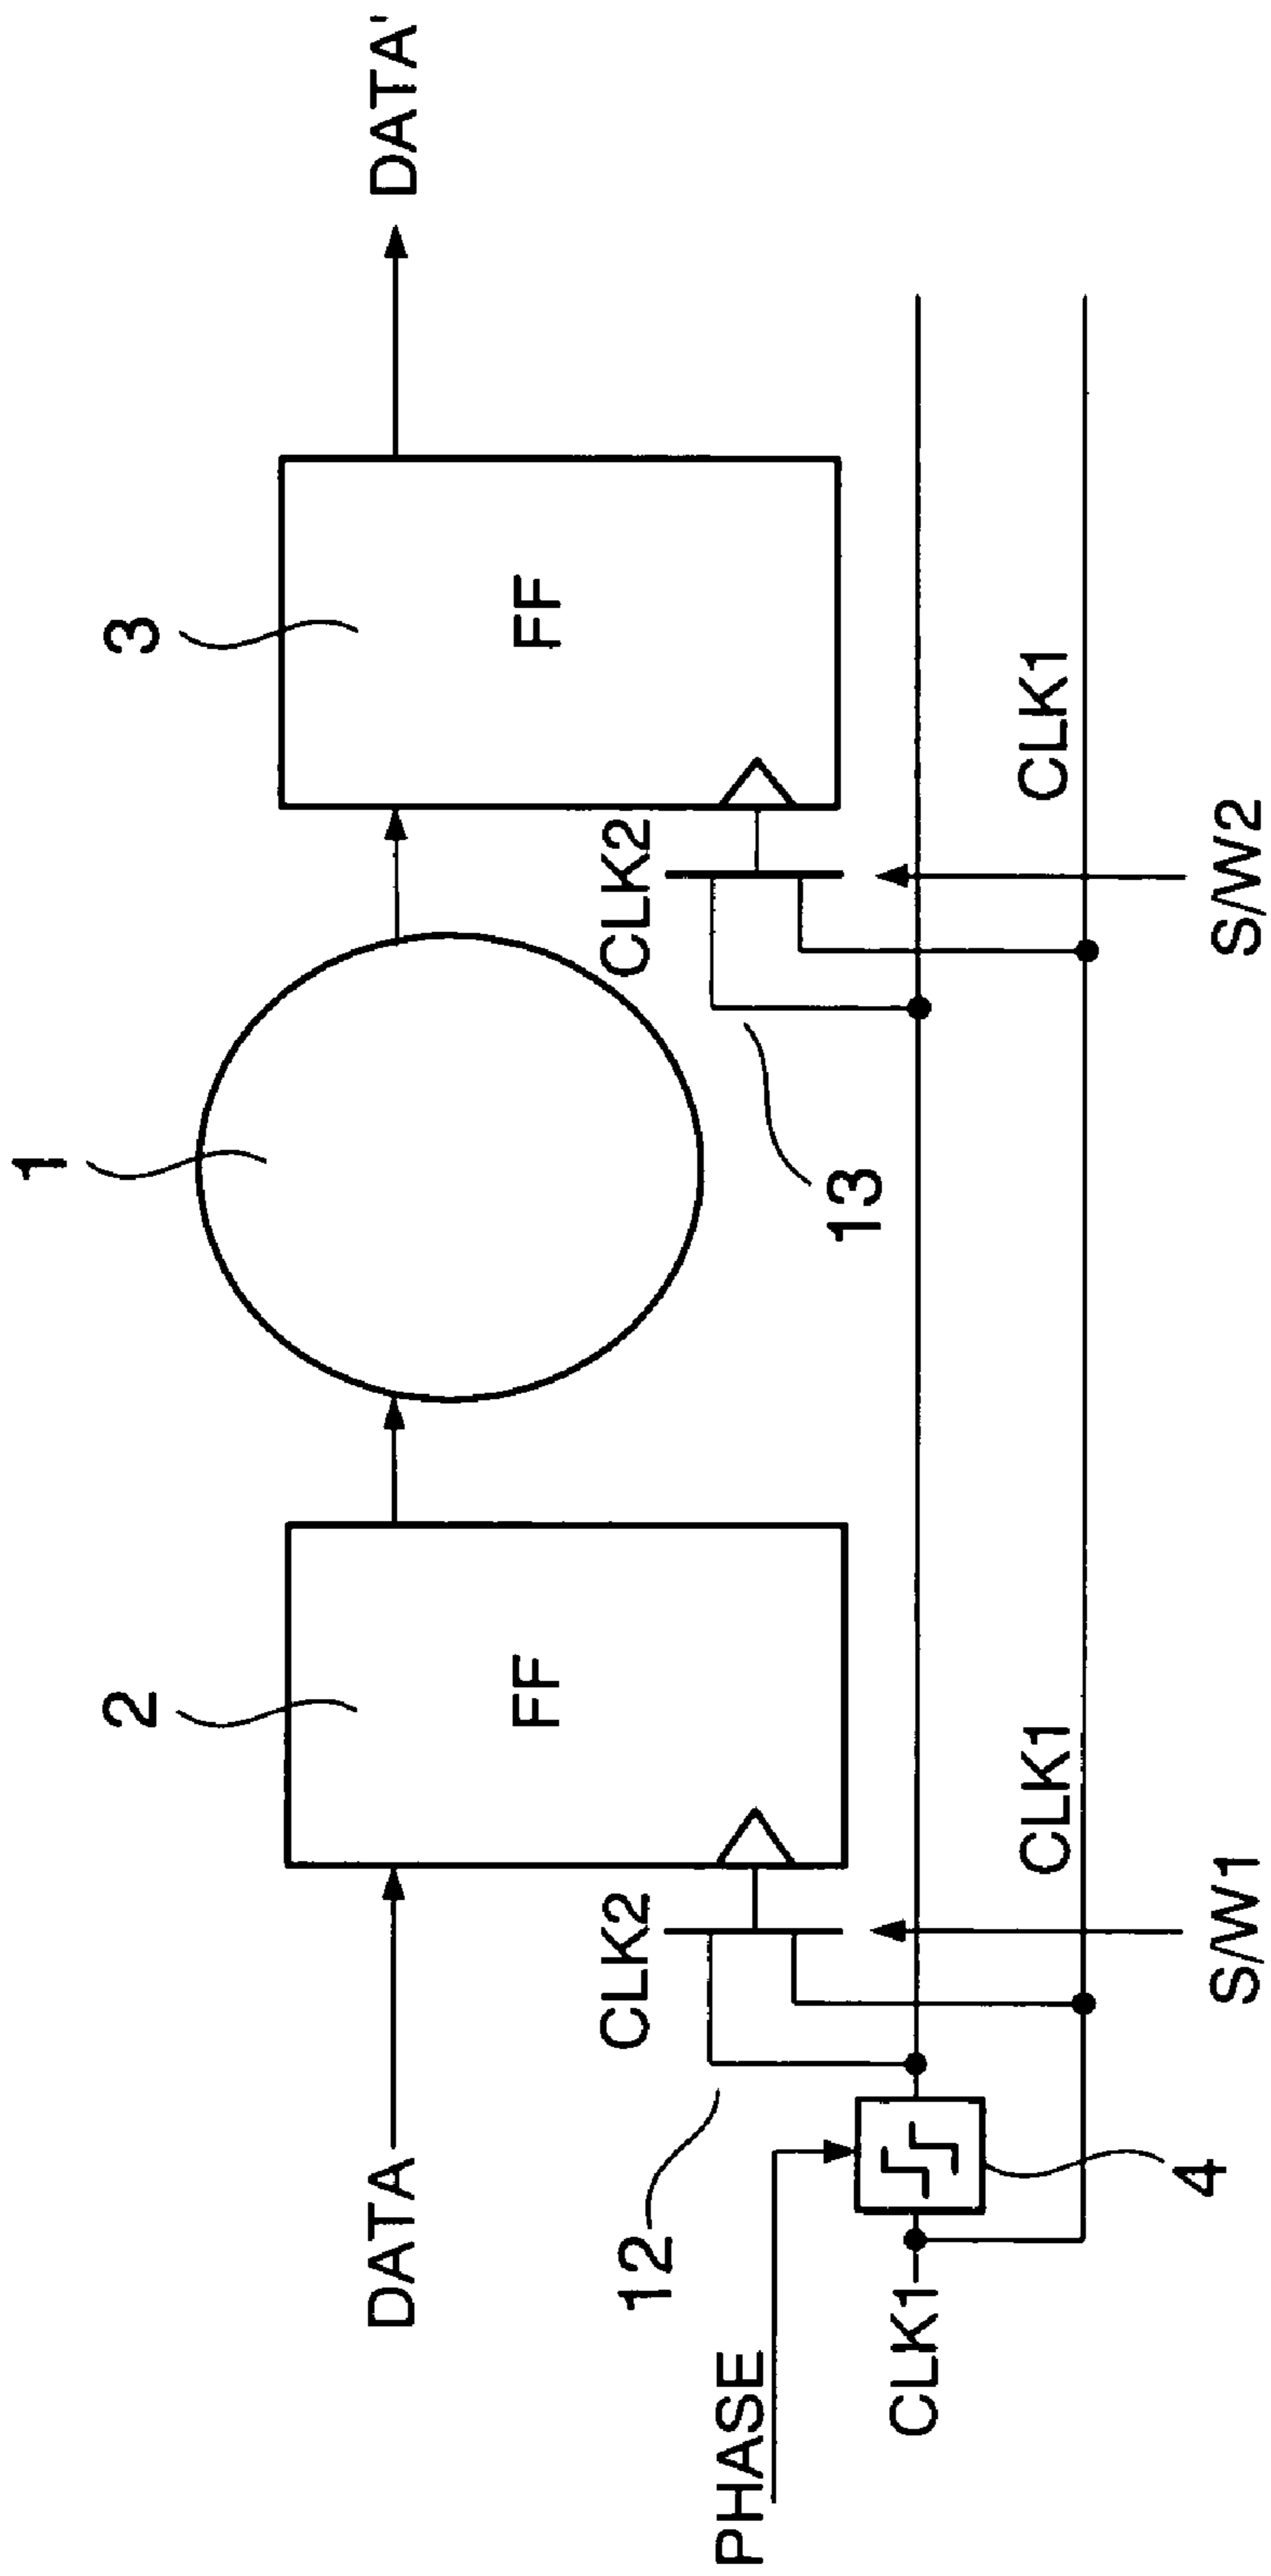 1
2
3
FF
FF
DATA
DATA'
CLK2
CLK2
12
13
PHASE
CLK1
CLK1
CLK1
4
S/W1
S/W2